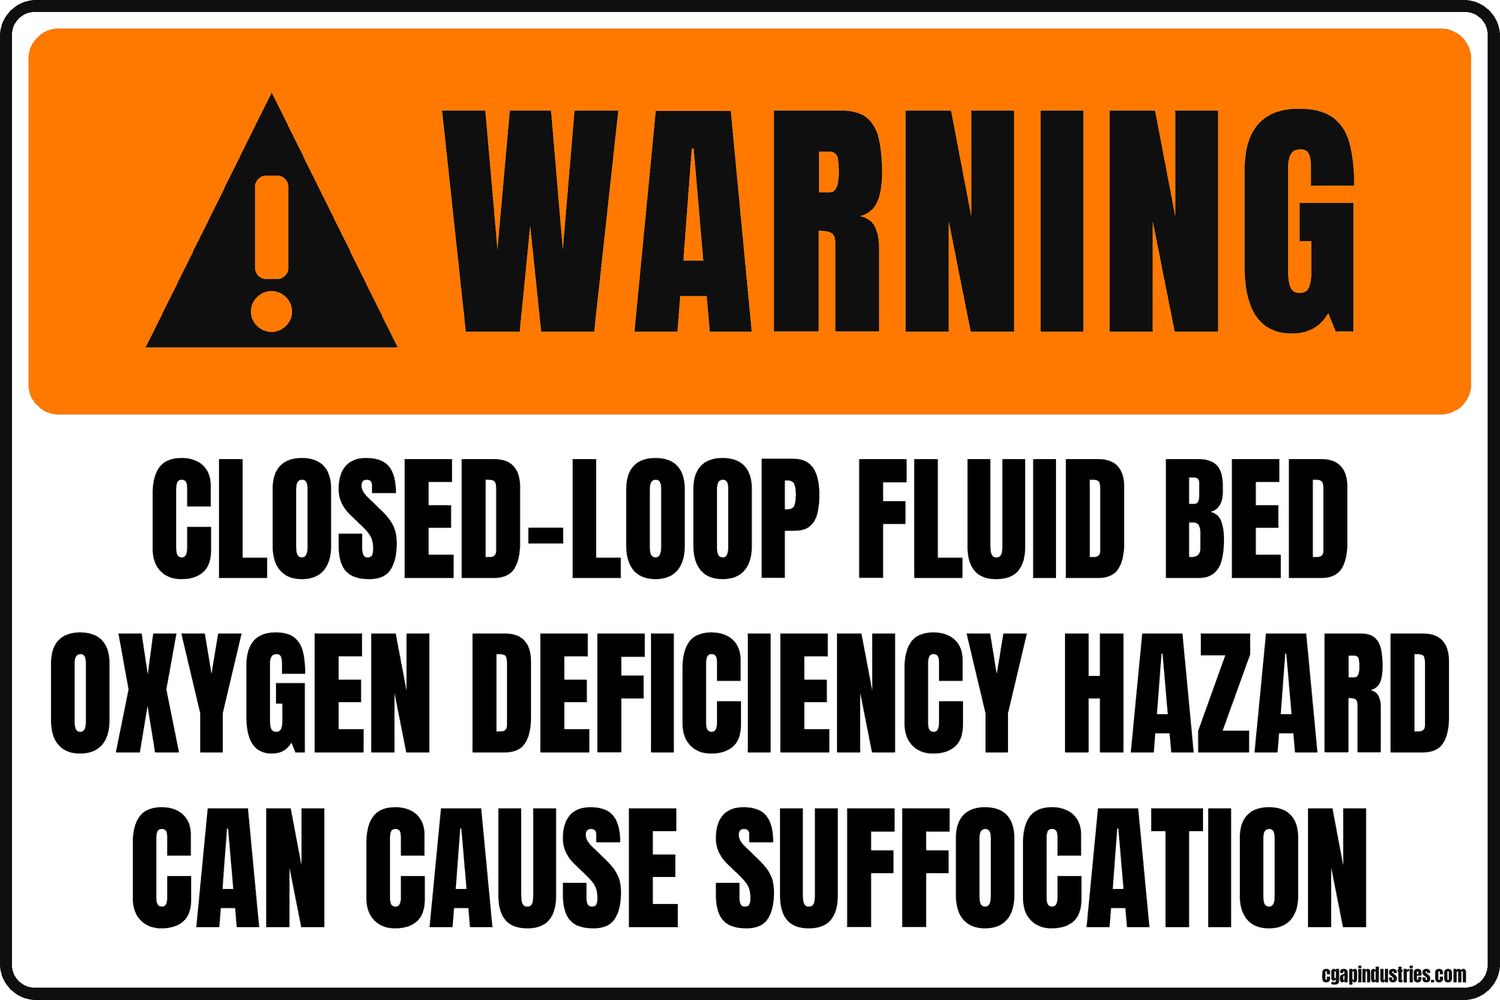 WARNING
CLOSED-LOOP FLUID BED
OXYGEN DEFICIENCY HAZARD
CAN CAUSE SUFFOCATION
cgapindustries.com